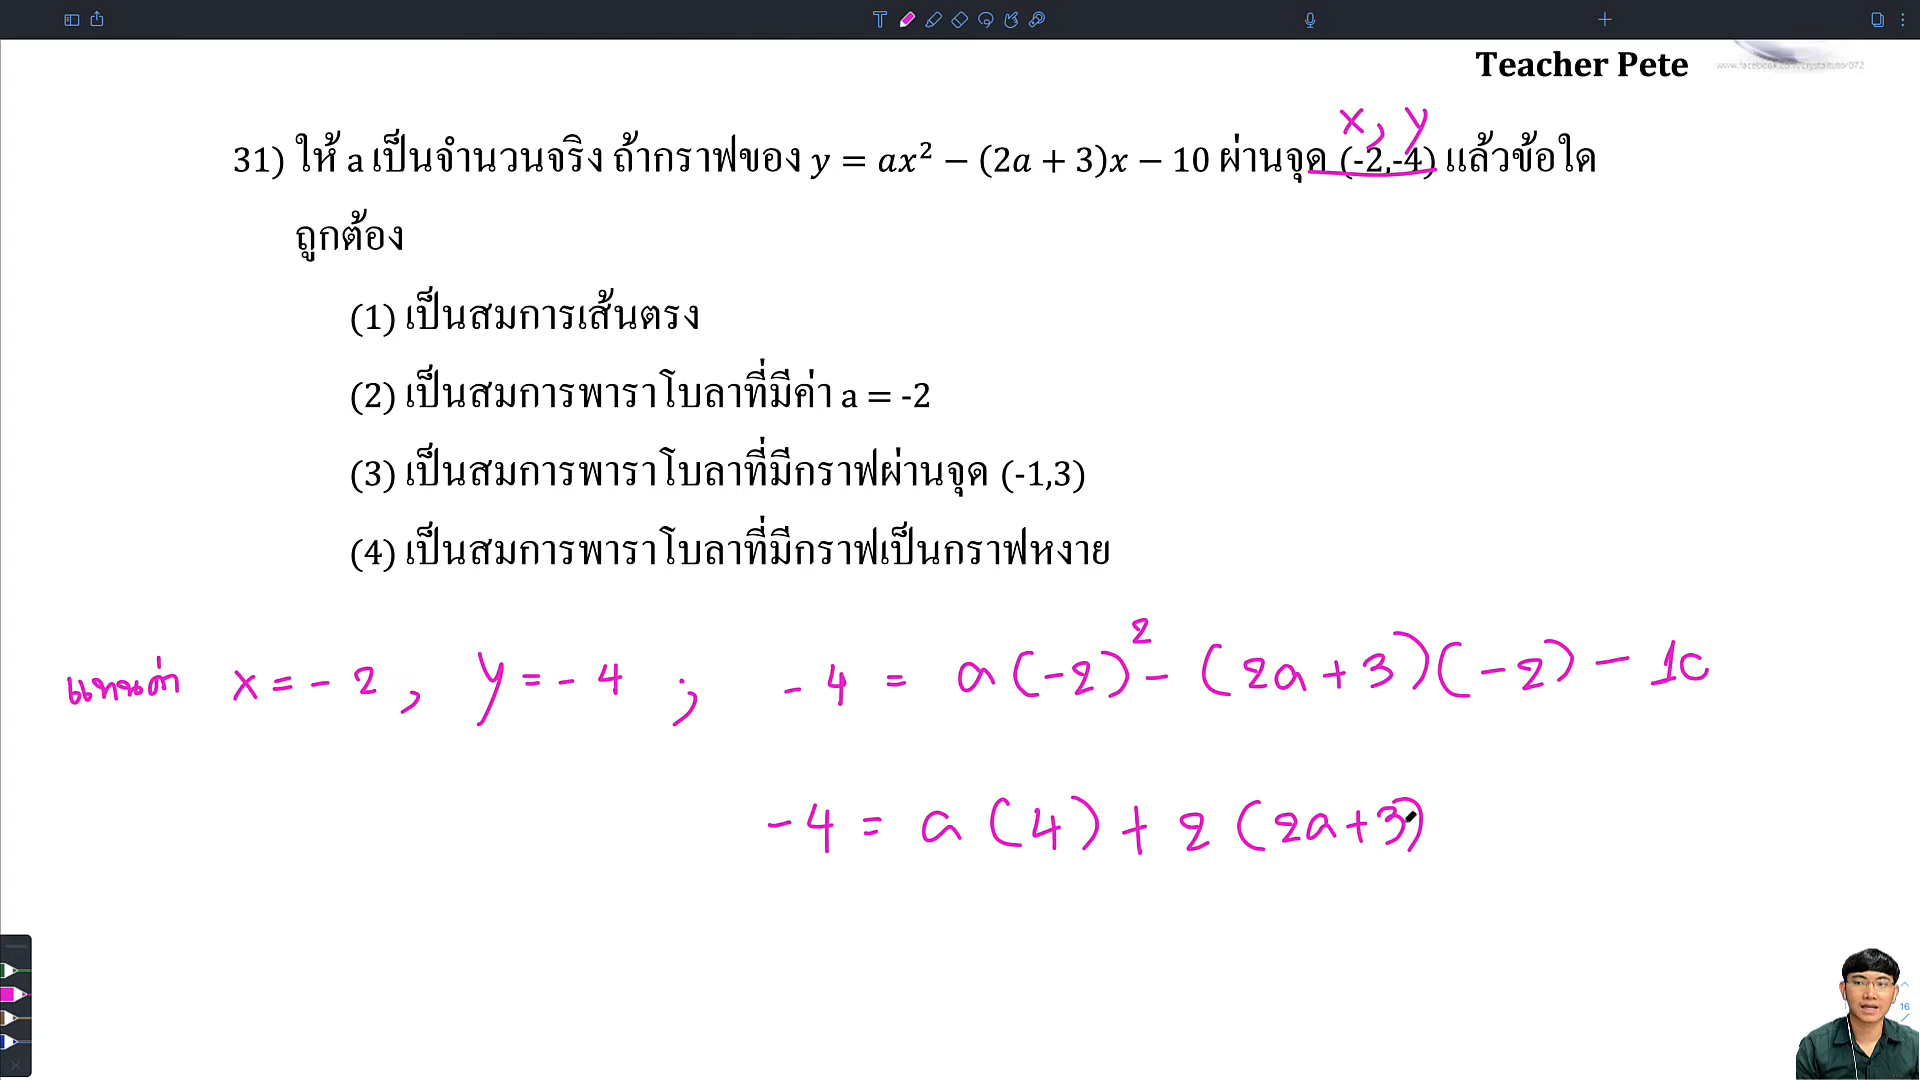 Teacher Pete
www.facebook.com/crystaltutor072
x, y
31) ให้ a เป็นจำนวนจริง ถ้ากราฟของ y = ax² − (2a + 3)x − 10 ผ่านจุด (-2,-4) แล้วข้อใด
ถูกต้อง
(1) เป็นสมการเส้นตรง
(2) เป็นสมการพาราโบลาที่มีค่า a = -2
(3) เป็นสมการพาราโบลาที่มีกราฟผ่านจุด (-1,3)
(4) เป็นสมการพาราโบลาที่มีกราฟเป็นกราฟหงาย
แทนค่า x = - 2 , y = - 4 ; - 4 = a (-2)² - (2a + 3) (-2) - 10
- 4 = a (4) + 2 (2a+3)
16